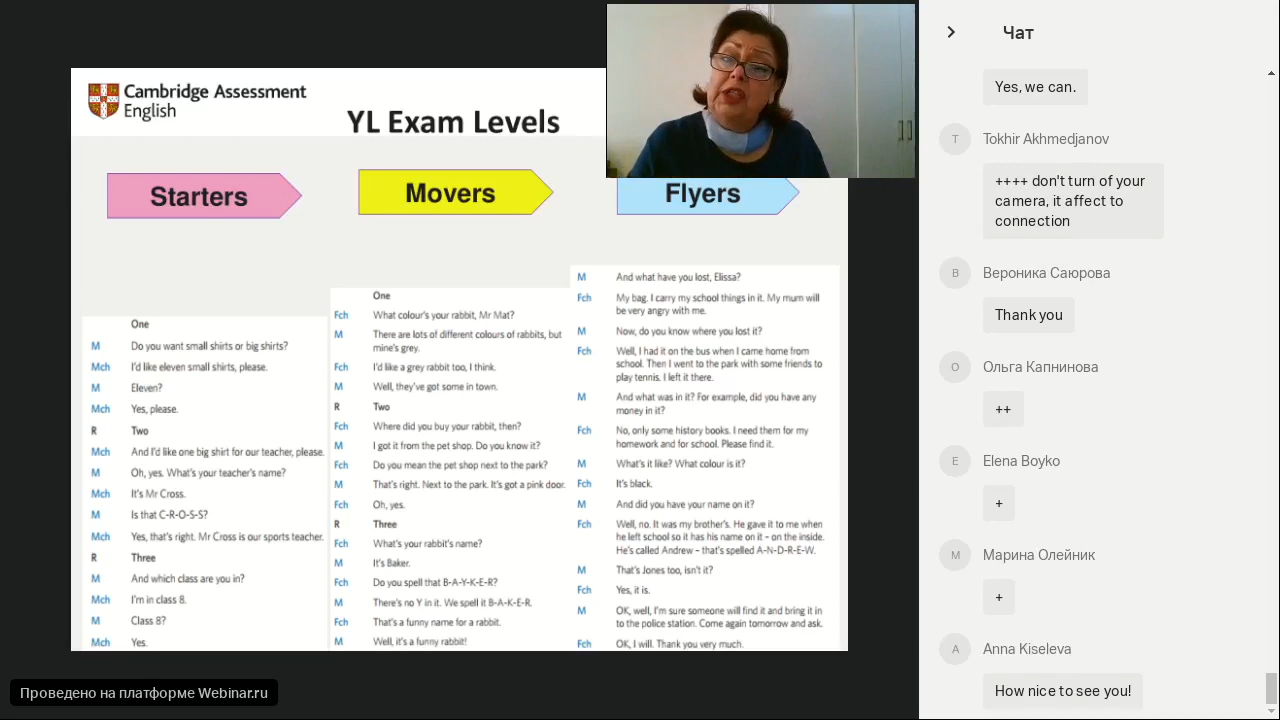 Cambridge Assessment
English
YL Exam Levels
Starters
Movers
Flyers
One
M Do you want small shirts or big shirts?
Mch I'd like eleven small shirts, please.
M Eleven?
Mch Yes, please.
R Two
Mch And I'd like one big shirt for our teacher, please.
M Oh, yes. What's your teacher's name?
Mch It's Mr Cross.
M Is that C-R-O-S-S?
Mch Yes, that's right. Mr Cross is our sports teacher.
R Three
M And which class are you in?
Mch I'm in class 8.
M Class 8?
Mch Yes.
One
Fch What colour's your rabbit, Mr Mat?
M There are lots of different colours of rabbits, but
mine's grey.
Fch I'd like a grey rabbit too, I think.
M Well, they've got some in town.
R Two
Fch Where did you buy your rabbit, then?
M I got it from the pet shop. Do you know it?
Fch Do you mean the pet shop next to the park?
M That's right. Next to the park. It's got a pink door.
Fch Oh, yes.
R Three
Fch What's your rabbit's name?
M It's Baker.
Fch Do you spell that B-A-Y-K-E-R?
M There's no Y in it. We spell it B-A-K-E-R.
Fch That's a funny name for a rabbit.
M Well, it's a funny rabbit!
M And what have you lost, Elissa?
Fch My bag. I carry my school things in it. My mum will
be very angry with me.
M Now, do you know where you lost it?
Fch Well, I had it on the bus when I came home from
school. Then I went to the park with some friends to
play tennis. I left it there.
M And what was in it? For example, did you have any
money in it?
Fch No, only some history books. I need them for my
homework and for school. Please find it.
M What's it like? What colour is it?
Fch It's black.
M And did you have your name on it?
Fch Well, no. It was my brother's. He gave it to me when
he left school so it has his name on it – on the inside.
He's called Andrew – that's spelled A-N-D-R-E-W.
M That's Jones too, isn't it?
Fch Yes, it is.
M OK, well, I'm sure someone will find it and bring it in
to the police station. Come again tomorrow and ask.
Fch OK, I will. Thank you very much.
Проведено на платформе Webinar.ru
Чат
Yes, we can.
T Tokhir Akhmedjanov
++++ don't turn of your
camera, it affect to
connection
В Вероника Саюрова
Thank you
О Ольга Капнинова
++
E Elena Boyko
+
М Марина Олейник
+
A Anna Kiseleva
How nice to see you!